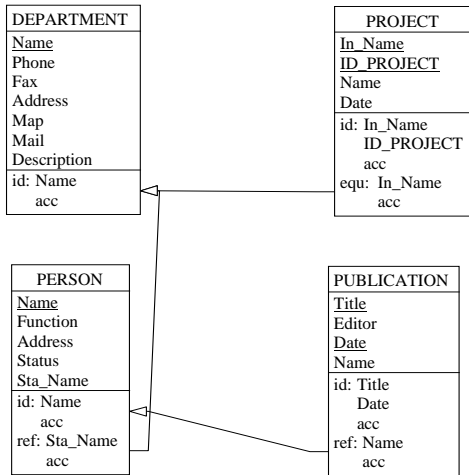 DEPARTMENT
Name
Phone
Fax
Address
Map
Mail
Description
id: Name
acc
PROJECT
In_Name
ID_PROJECT
Name
Date
id: In_Name
ID_PROJECT
acc
equ: In_Name
acc
PERSON
Name
Function
Address
Status
Sta_Name
id: Name
acc
ref: Sta_Name
acc
PUBLICATION
Title
Editor
Date
Name
id: Title
Date
acc
ref: Name
acc